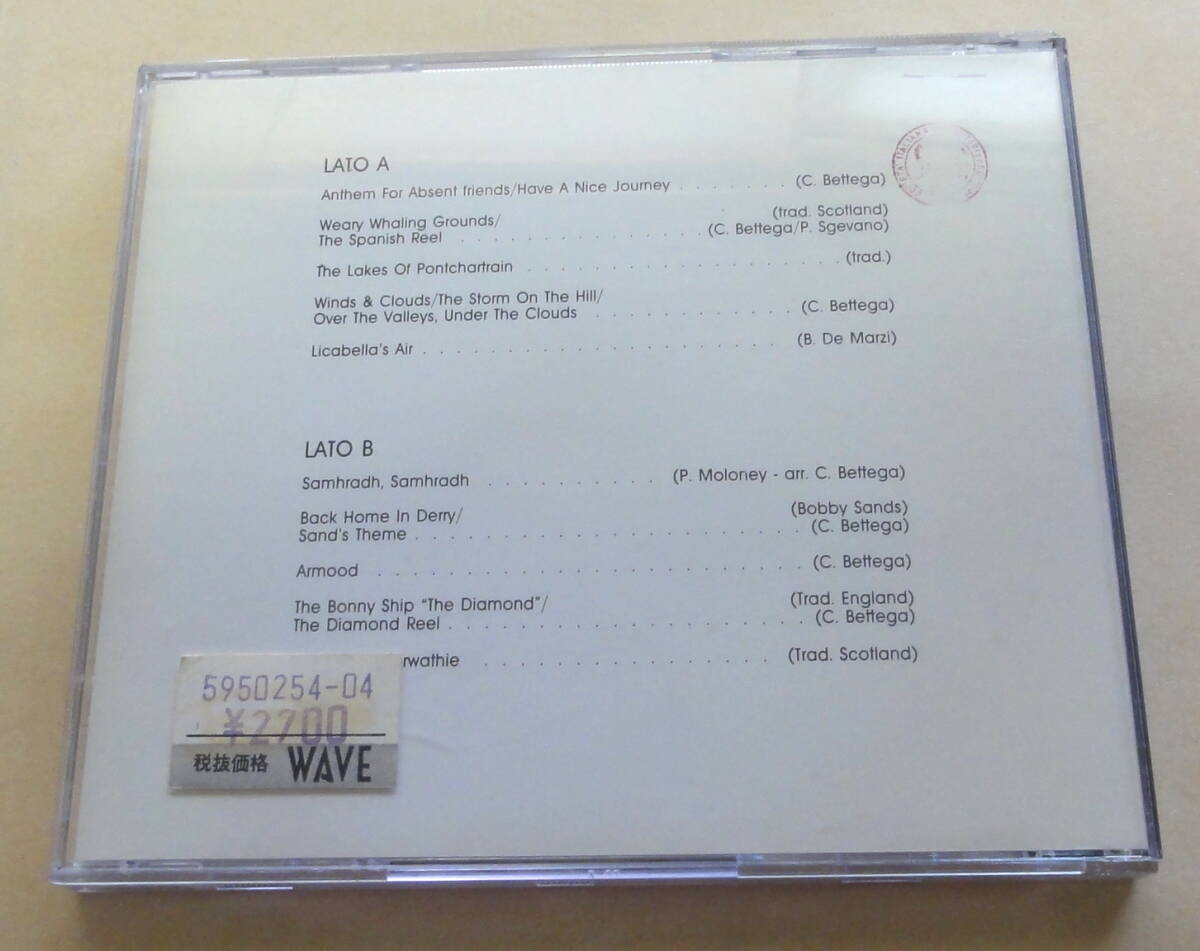 LATO A
Anthem For Absent friends/Have A Nice Journey . . . . . . . (C. Bettega)
Weary Whaling Grounds/ (trad. Scotland)
The Spanish Reel . . . . . . . . . . . . . . . (C. Bettega/P. Sgevano)
The Lakes Of Pontchartrain . . . . . . . . . . . . . . . . . . . (trad.)
Winds & Clouds/The Storm On The Hill/
Over The Valleys, Under The Clouds . . . . . . . . . . . . (C. Bettega)
Licabella's Air . . . . . . . . . . . . . . . . . . . . . (B. De Marzi)
LATO B
Samhradh, Samhradh . . . . . . . . . . (P. Moloney - arr. C. Bettega)
Back Home In Derry/ (Bobby Sands)
Sand's Theme . . . . . . . . . . . . . . . . . . . . . . (C. Bettega)
Armood . . . . . . . . . . . . . . . . . . . . . . . . (C. Bettega)
The Bonny Ship "The Diamond"/ (Trad. England)
The Diamond Reel . . . . . . . . . . . . . . . . . . . . (C. Bettega)
rwathie . . . . . . . . . . . . . . . . (Trad. Scotland)
5950254-04
¥2700
税抜価格 WAVE
ITALIANA